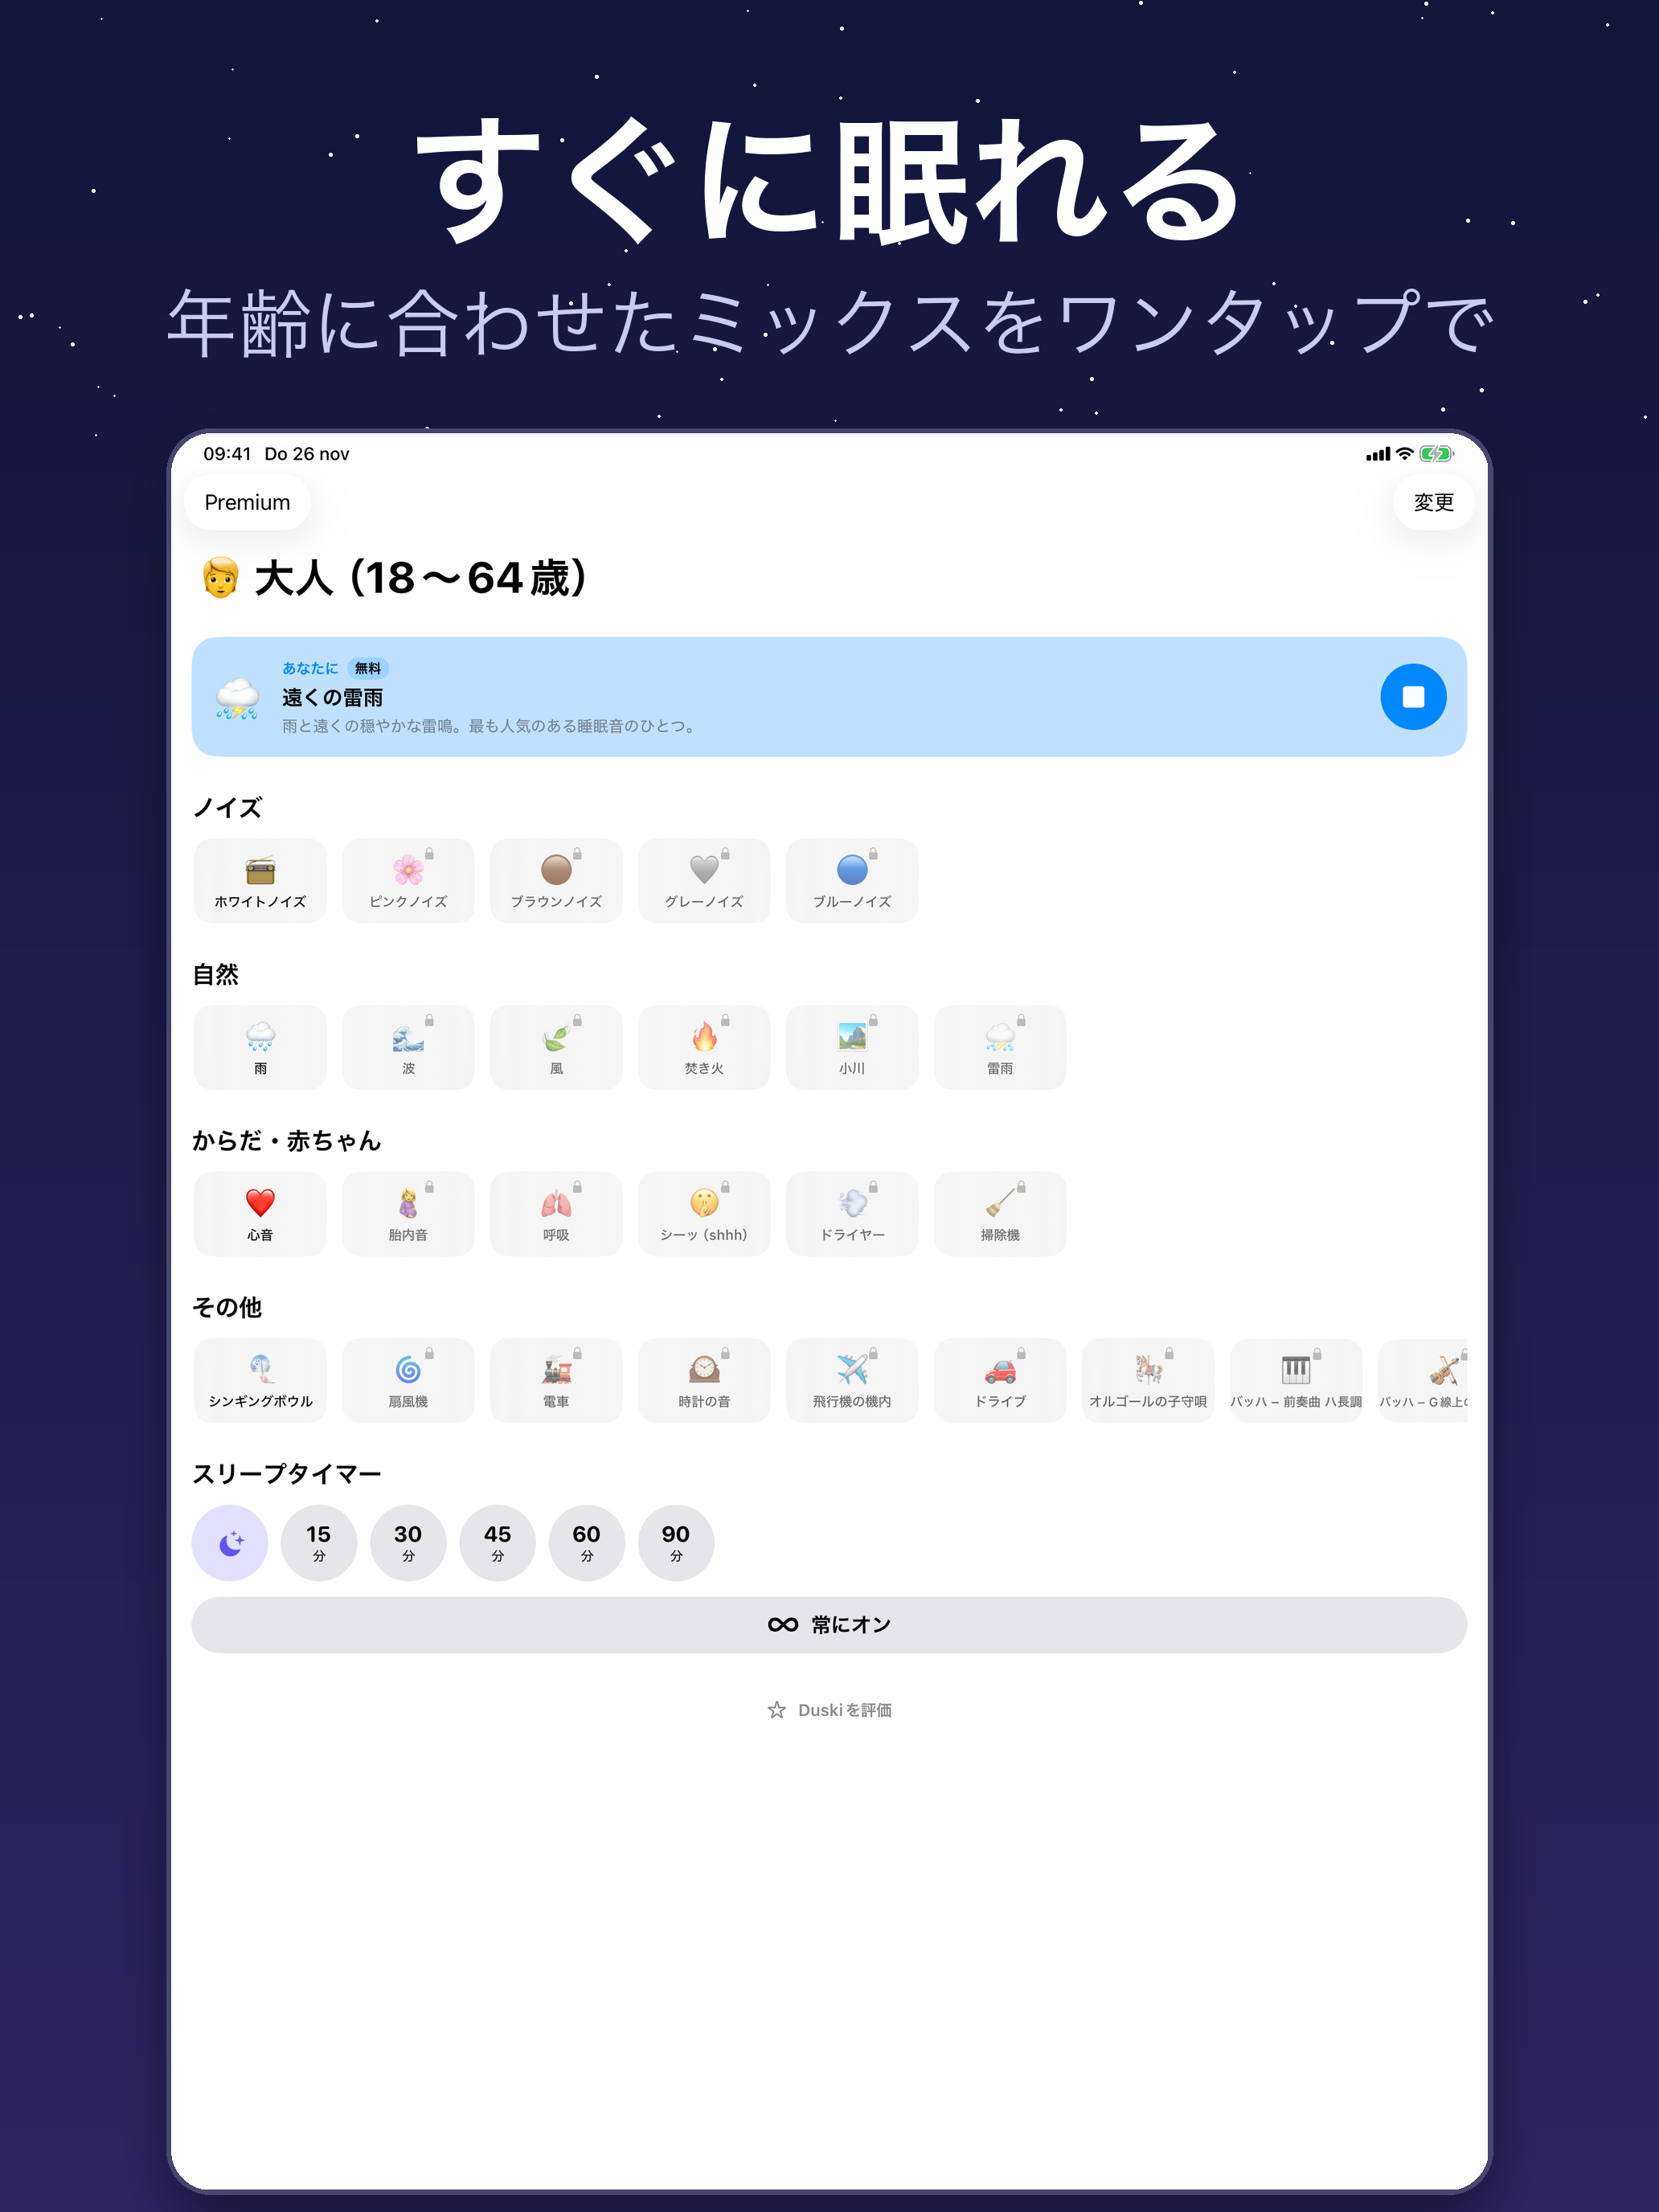 すぐに眠れる
年齢に合わせたミックスをワンタップで
09:41 Do 26 nov
Premium
変更
大人（18～64歳）
あなたに 無料
遠くの雷雨
雨と遠くの穏やかな雷鳴。最も人気のある睡眠音のひとつ。
ノイズ
ホワイトノイズ ピンクノイズ ブラウンノイズ グレーノイズ ブルーノイズ
自然
雨 波 風 焚き火 小川 雷雨
からだ・赤ちゃん
心音 胎内音 呼吸 シーッ（shhh） ドライヤー 掃除機
その他
シンギングボウル 扇風機 電車 時計の音 飛行機の機内 ドライブ オルゴールの子守唄 バッハ – 前奏曲 ハ長調 バッハ – G線上
スリープタイマー
15 30 45 60 90
分 分 分 分 分
常にオン
Duskiを評価